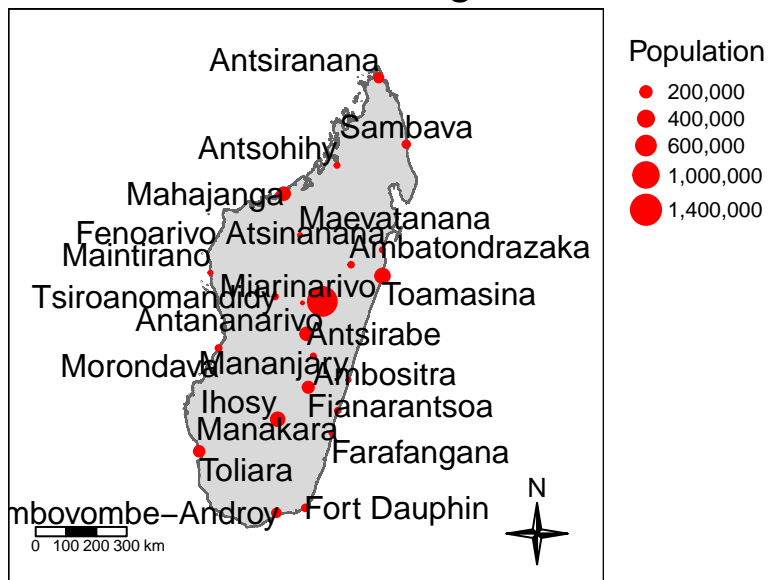 Antsiranana
Sambava
Antsohihy
Mahajanga
Maevatanana
Fenoarivo Atsinanana
Ambatondrazaka
Maintirano
Miarinarivo
Tsiroanomandidy
Toamasina
Antananarivo
Antsirabe
Morondava
Mananjary
Ambositra
Ihosy
Fianarantsoa
Manakara
Farafangana
Toliara
mbovombe−Androy
Fort Dauphin
N
0 100 200 300 km
Population
200,000
400,000
600,000
1,000,000
1,400,000